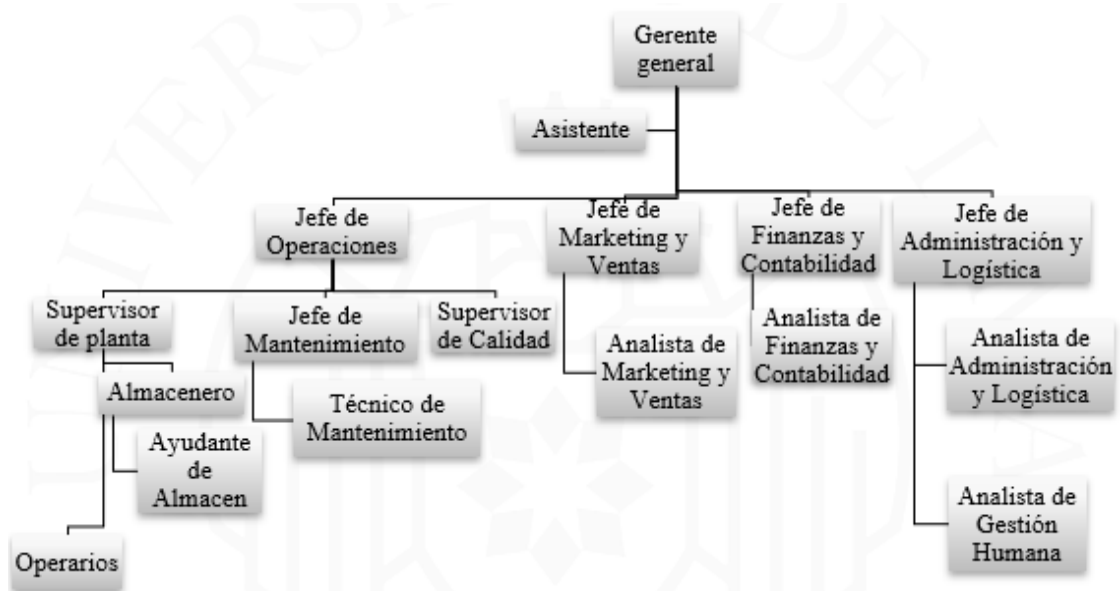 Gerente
general
Asistente
Jefe de
Operaciones
Jefe de
Marketing y
Ventas
Jefe de
Finanzas y
Contabilidad
Jefe de
Administración y
Logística
Supervisor
de planta
Jefe de
Mantenimiento
Supervisor
de Calidad
Analista de
Marketing y
Ventas
Analista de
Finanzas y
Contabilidad
Analista de
Administración
y Logística
Almacenero
Técnico de
Mantenimiento
Ayudante
de
Almacen
Analista de
Gestión
Humana
Operarios